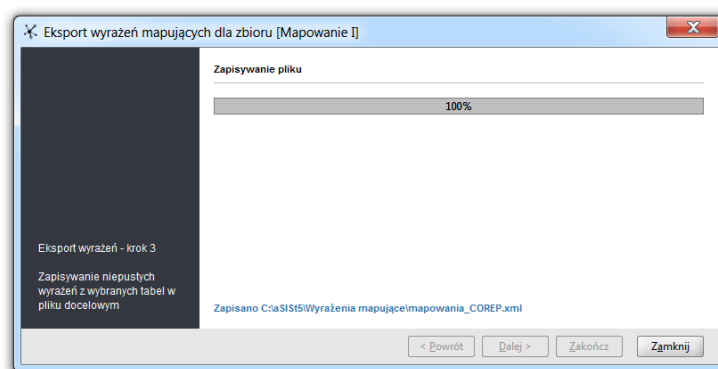 Eksport wyrażeń mapujących dla zbioru [Mapowanie I]
X
Zapisywanie pliku
100%
Eksport wyrażeń - krok 3
Zapisywanie niepustych
wyrażeń z wybranych tabel w
pliku docelowym
Zapisano C:\aSISt5\Wyrażenia mapujące\mapowania_COREP.xml
< Powrót
Dalej >
Zakończ
Zamknij